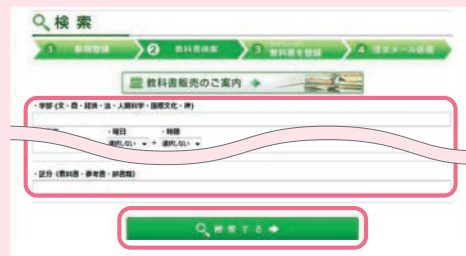 検 索
1 新規登録 2 教科書検索 3 教科書を登録 4 注文メール送信
教科書販売のご案内
・学部 (文・商・経済・法・人間科学・国際文化・神)
・曜日 ・時限
選択しない + 選択しない
・区分 (教科書・参考書・辞書類)
検 索 す る